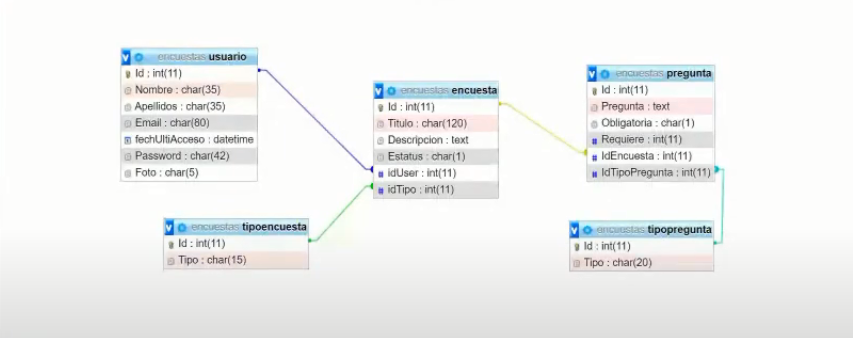 encuestas usuario
Id : int(11)
Nombre : char(35)
Apellidos : char(35)
Email : char(80)
fechUltiAcceso : datetime
Password : char(42)
Foto : char(5)
encuestas tipoencuesta
Id : int(11)
Tipo : char(15)
encuestas encuesta
Id : int(11)
Titulo : char(120)
Descripcion : text
Estatus : char(1)
idUser : int(11)
idTipo : int(11)
encuestas pregunta
Id : int(11)
Pregunta : text
Obligatoria : char(1)
Requiere : int(11)
IdEncuesta : int(11)
IdTipoPregunta : int(11)
encuestas tipopregunta
Id : int(11)
Tipo : char(20)